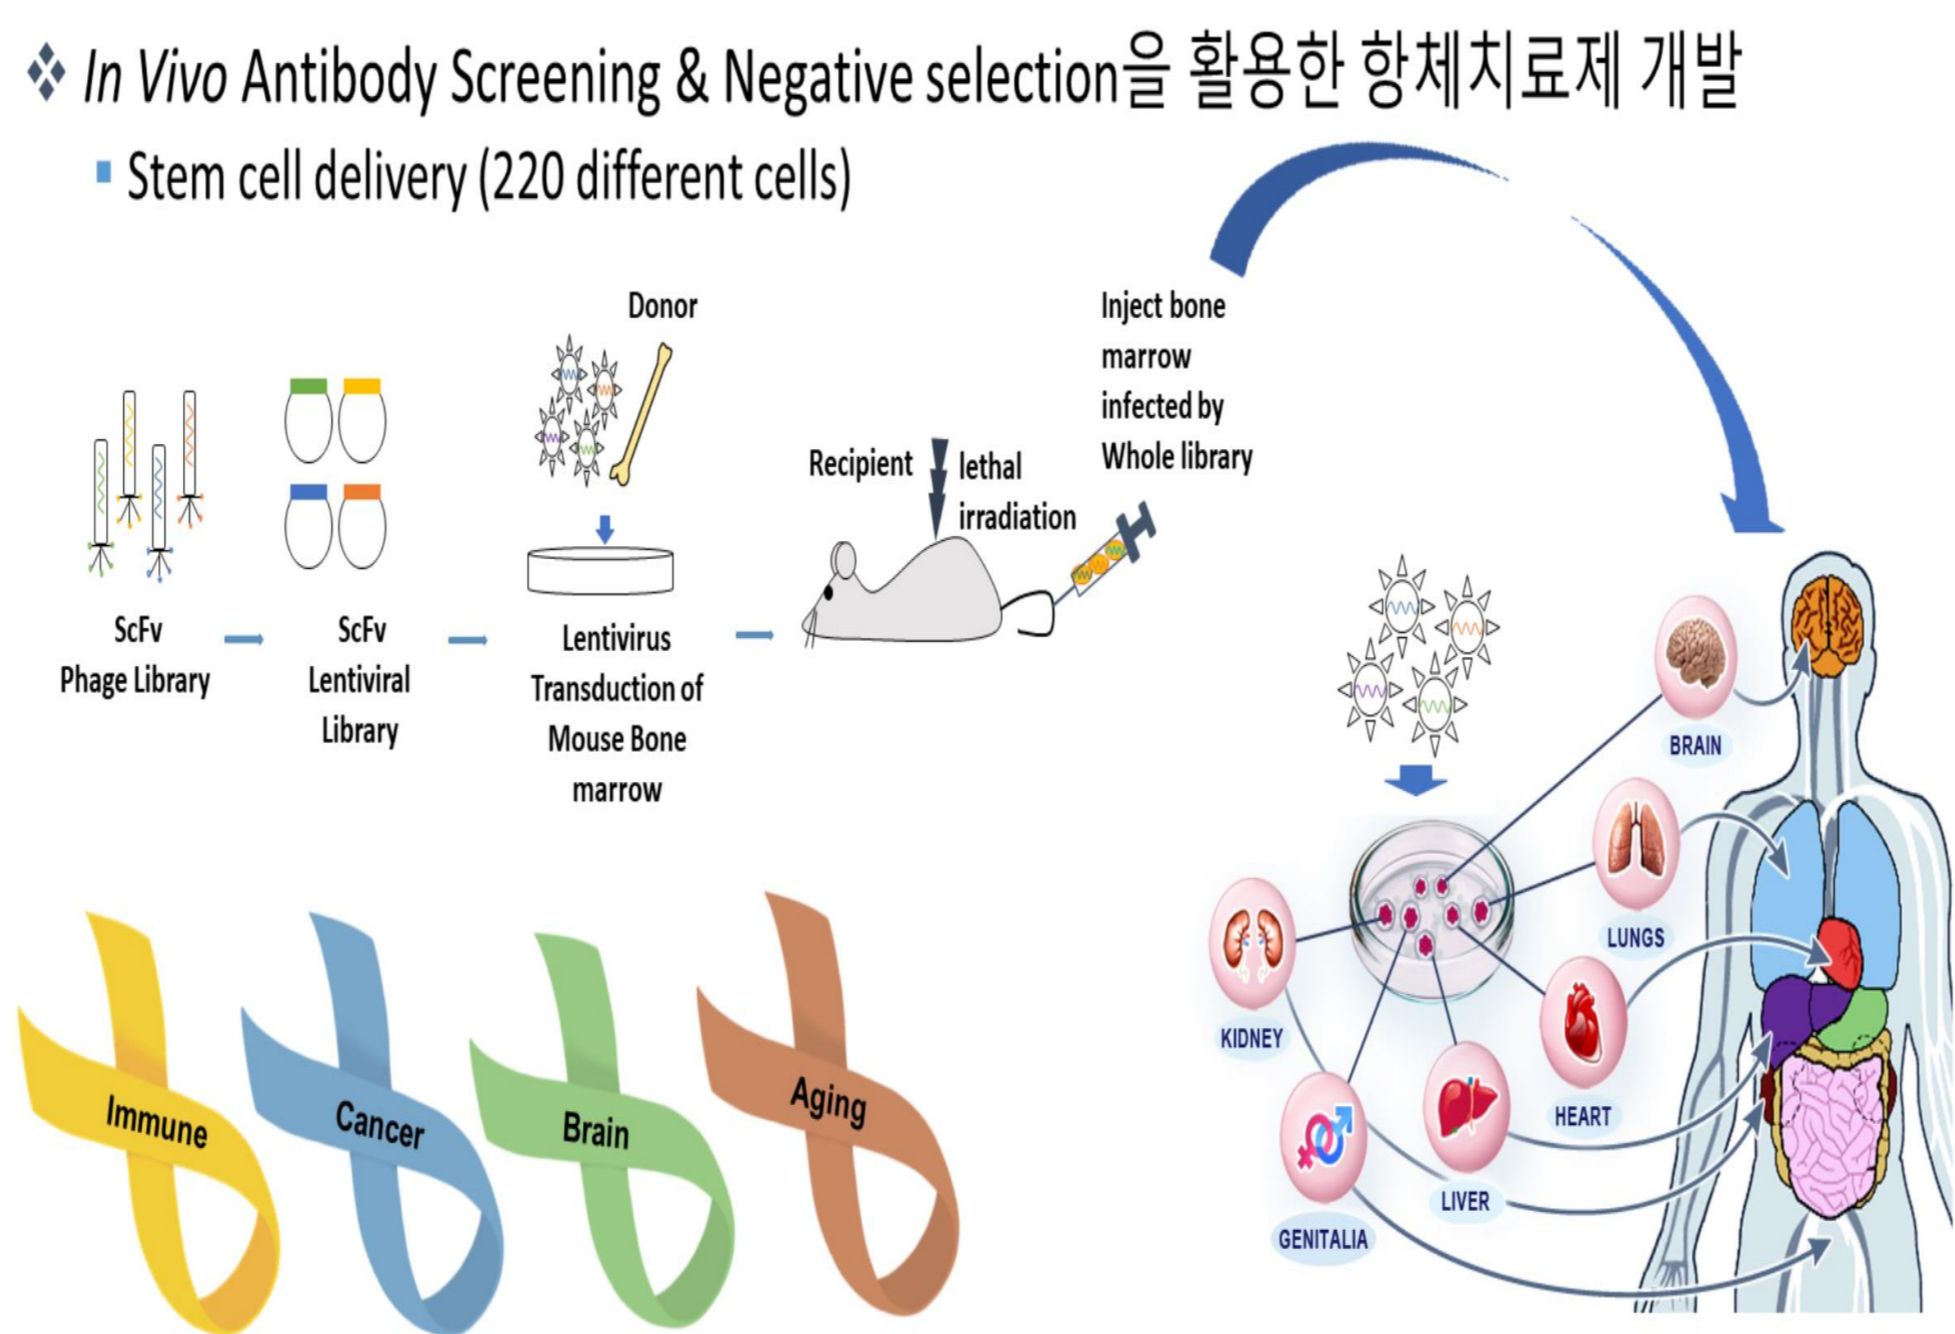 In Vivo Antibody Screening & Negative selection을 활용한 항체치료제 개발
Stem cell delivery (220 different cells)
ScFv
Phage Library
ScFv
Lentiviral
Library
Donor
Lentivirus
Transduction of
Mouse Bone
marrow
Recipient
lethal
irradiation
Inject bone
marrow
infected by
Whole library
BRAIN
LUNGS
KIDNEY
HEART
LIVER
GENITALIA
Immune
Cancer
Brain
Aging